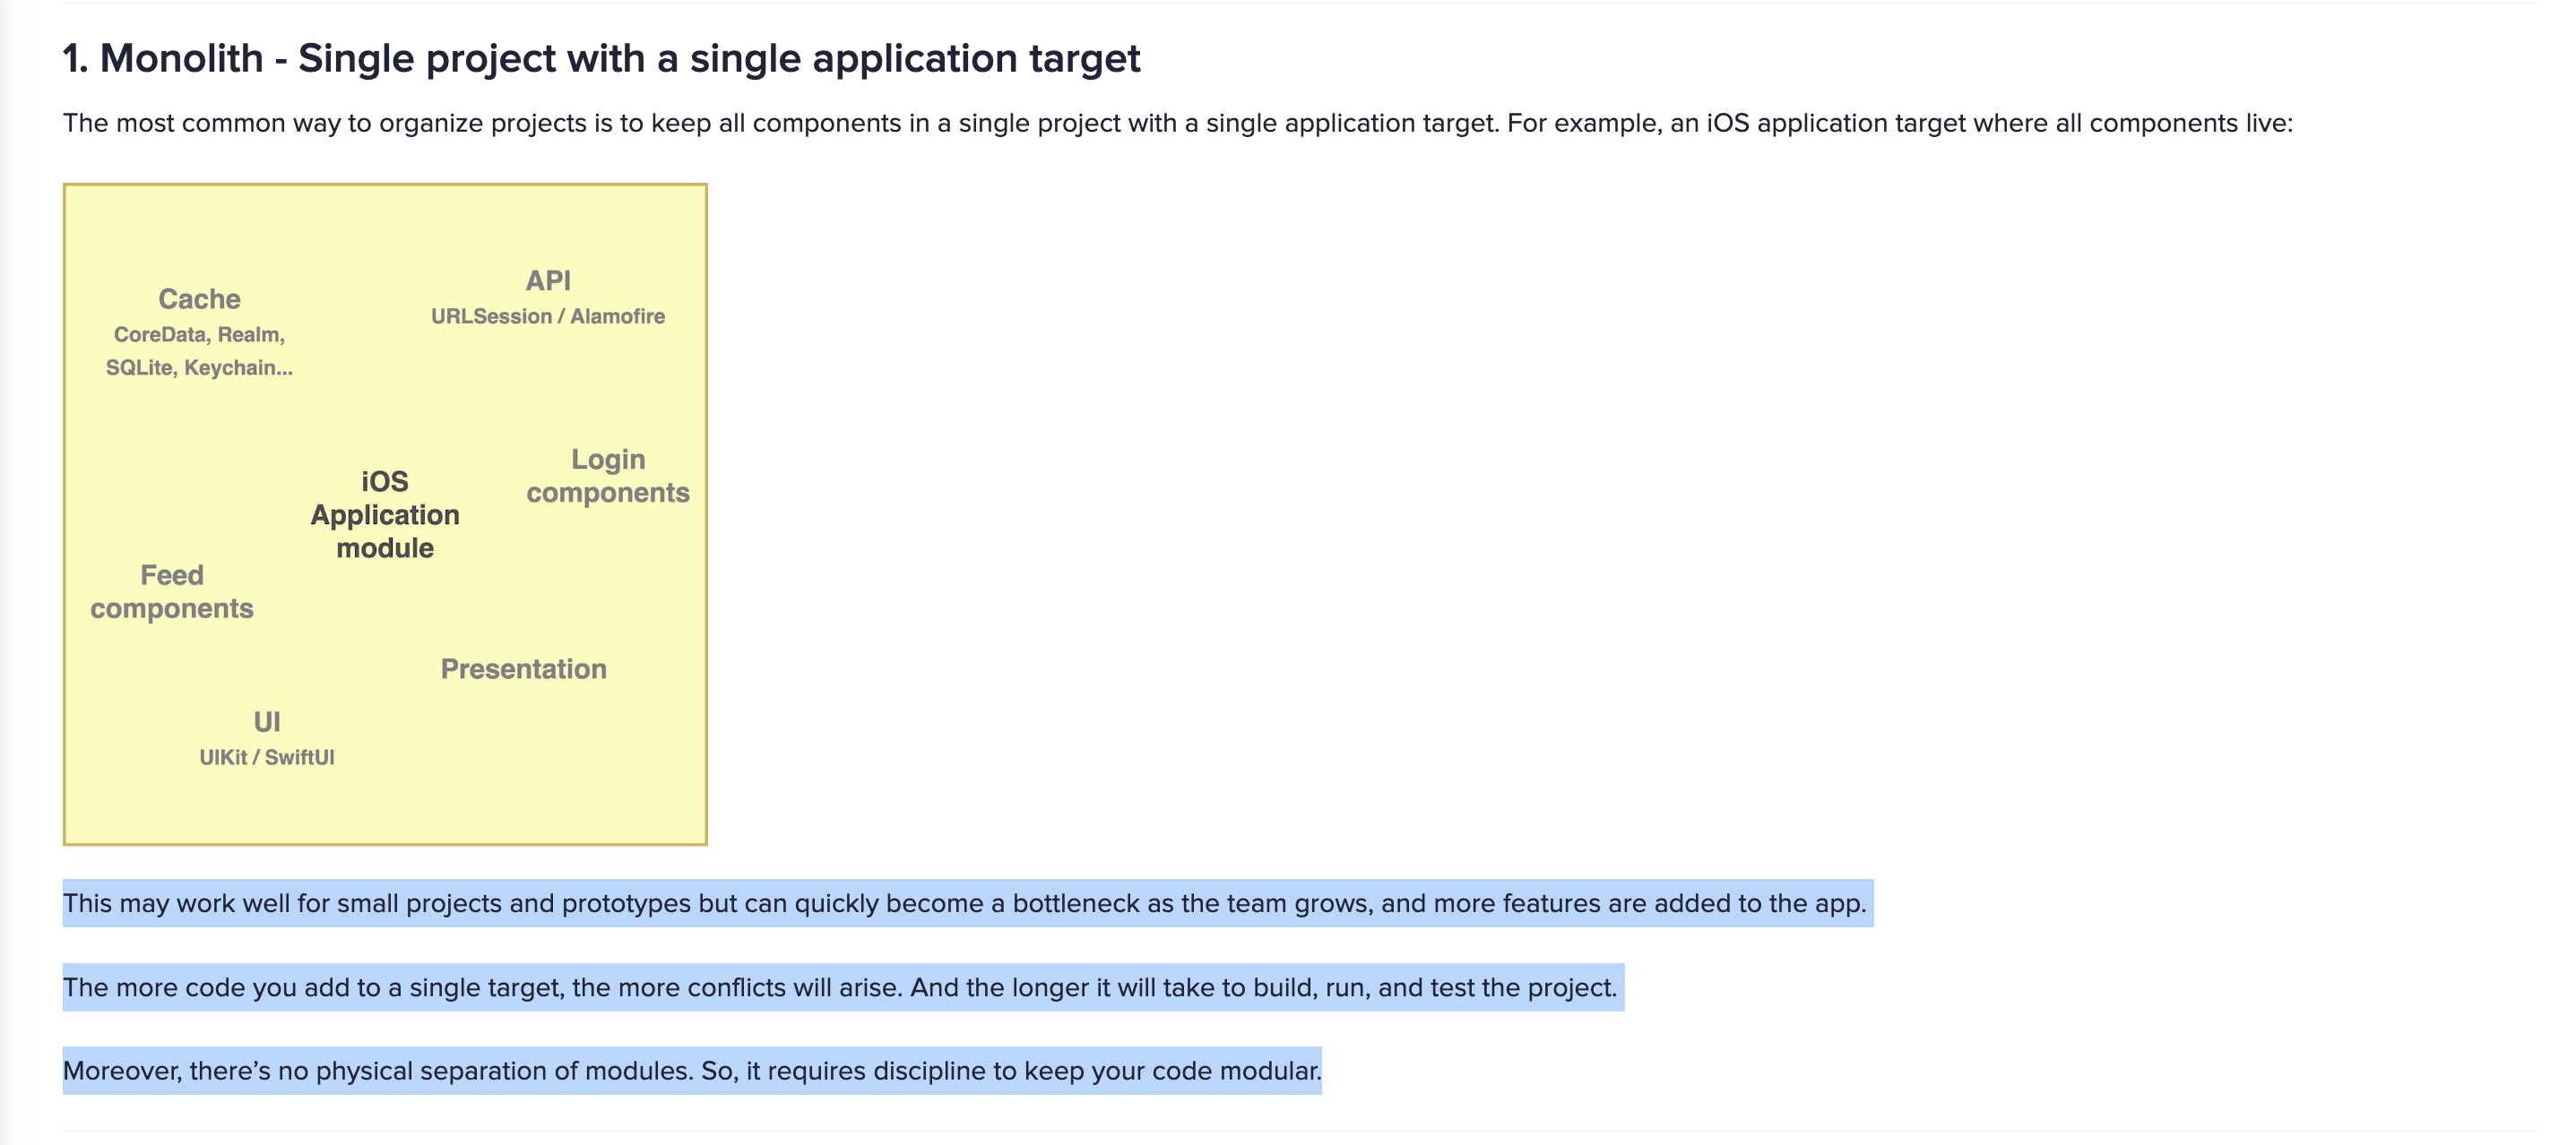 1. Monolith - Single project with a single application target
The most common way to organize projects is to keep all components in a single project with a single application target. For example, an iOS application target where all components live:
API
URLSession / Alamofire
Cache
CoreData, Realm,
SQLite, Keychain...
Login
components
iOS
Application
module
Feed
components
Presentation
UI
UIKit / SwiftUI
This may work well for small projects and prototypes but can quickly become a bottleneck as the team grows, and more features are added to the app.
The more code you add to a single target, the more conflicts will arise. And the longer it will take to build, run, and test the project.
Moreover, there’s no physical separation of modules. So, it requires discipline to keep your code modular.